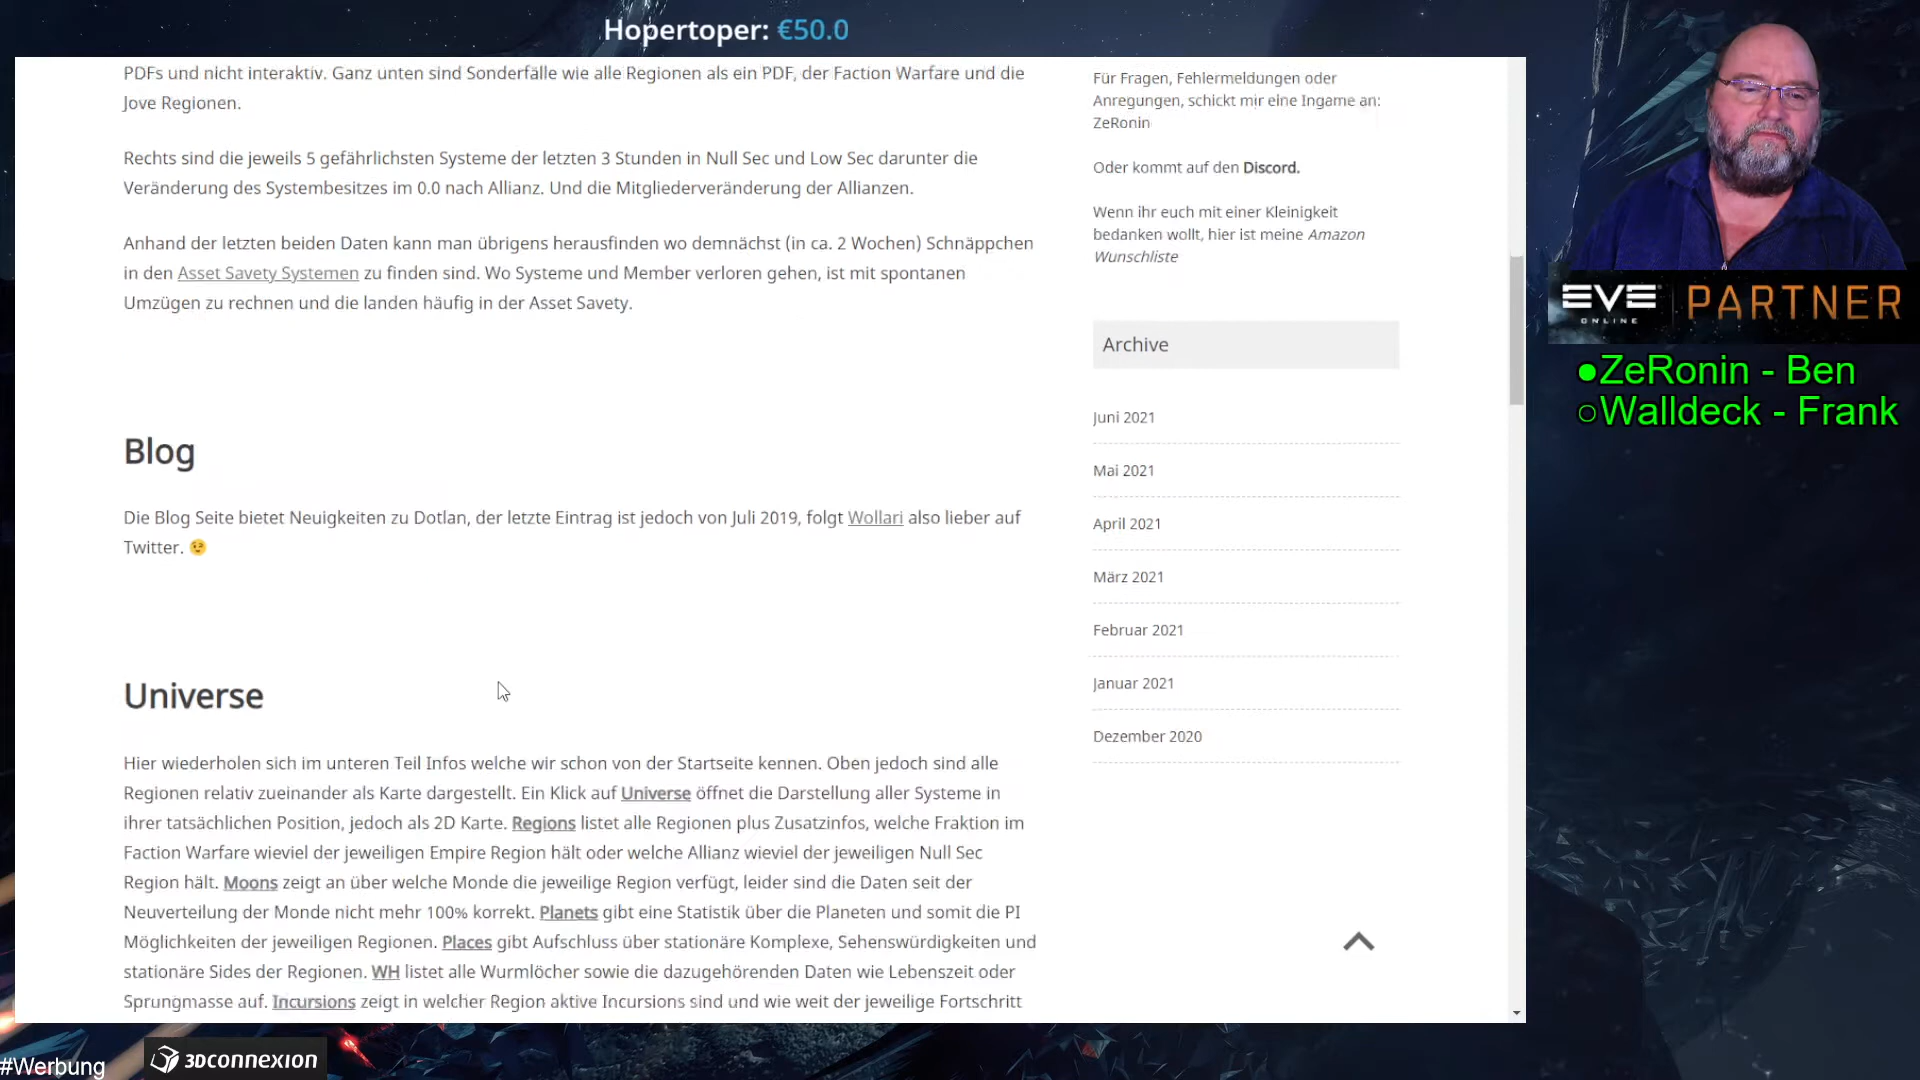 Hopertoper: €50.0
PDFs und nicht interaktiv. Ganz unten sind Sonderfälle wie alle Regionen als ein PDF, der Faction Warfare und die
Jove Regionen.
Rechts sind die jeweils 5 gefährlichsten Systeme der letzten 3 Stunden in Null Sec und Low Sec darunter die
Veränderung des Systembesitzes im 0.0 nach Allianz. Und die Mitgliederveränderung der Allianzen.
Anhand der letzten beiden Daten kann man übrigens herausfinden wo demnächst (in ca. 2 Wochen) Schnäppchen
in den Asset Savety Systemen zu finden sind. Wo Systeme und Member verloren gehen, ist mit spontanen
Umzügen zu rechnen und die landen häufig in der Asset Savety.
Blog
Die Blog Seite bietet Neuigkeiten zu Dotlan, der letzte Eintrag ist jedoch von Juli 2019, folgt Wollari also lieber auf
Twitter. 😉
Universe
Hier wiederholen sich im unteren Teil Infos welche wir schon von der Startseite kennen. Oben jedoch sind alle
Regionen relativ zueinander als Karte dargestellt. Ein Klick auf Universe öffnet die Darstellung aller Systeme in
ihrer tatsächlichen Position, jedoch als 2D Karte. Regions listet alle Regionen plus Zusatzinfos, welche Fraktion im
Faction Warfare wieviel der jeweiligen Empire Region hält oder welche Allianz wieviel der jeweiligen Null Sec
Region hält. Moons zeigt an über welche Monde die jeweilige Region verfügt, leider sind die Daten seit der
Neuverteilung der Monde nicht mehr 100% korrekt. Planets gibt eine Statistik über die Planeten und somit die PI
Möglichkeiten der jeweiligen Regionen. Places gibt Aufschluss über stationäre Komplexe, Sehenswürdigkeiten und
stationäre Sides der Regionen. WH listet alle Wurmlöcher sowie die dazugehörenden Daten wie Lebenszeit oder
Sprungmasse auf. Incursions zeigt in welcher Region aktive Incursions sind und wie weit der jeweilige Fortschritt
Für Fragen, Fehlermeldungen oder
Anregungen, schickt mir eine Ingame an:
ZeRonin
Oder kommt auf den Discord.
Wenn ihr euch mit einer Kleinigkeit
bedanken wollt, hier ist meine Amazon
Wunschliste
Archive
Juni 2021
Mai 2021
April 2021
März 2021
Februar 2021
Januar 2021
Dezember 2020
EVE ONLINE PARTNER
●ZeRonin - Ben
○Walldeck - Frank
#Werbung
3DCONNEXION